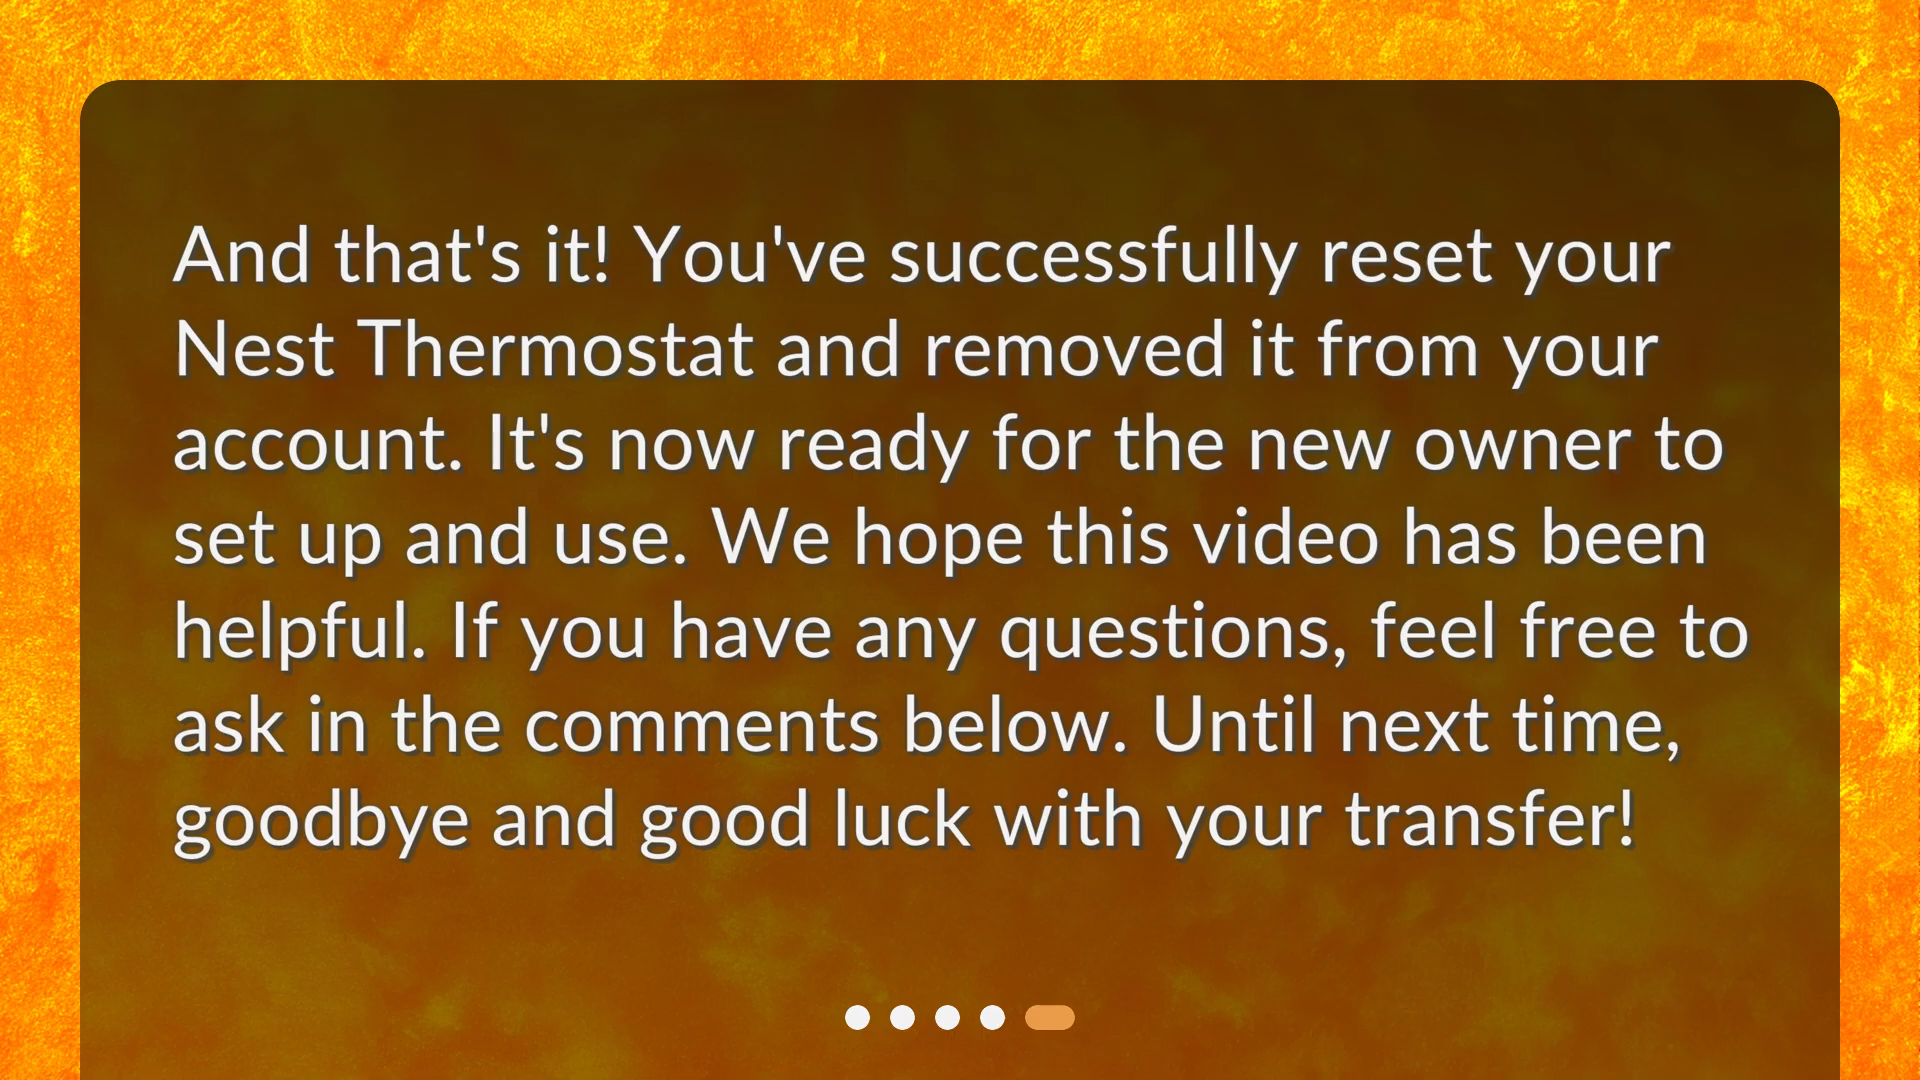 And that's it! You've successfully reset your
Nest Thermostat and removed it from your
account. It's now ready for the new owner to
set up and use. We hope this video has been
helpful. If you have any questions, feel free to
ask in the comments below. Until next time,
goodbye and good luck with your transfer!